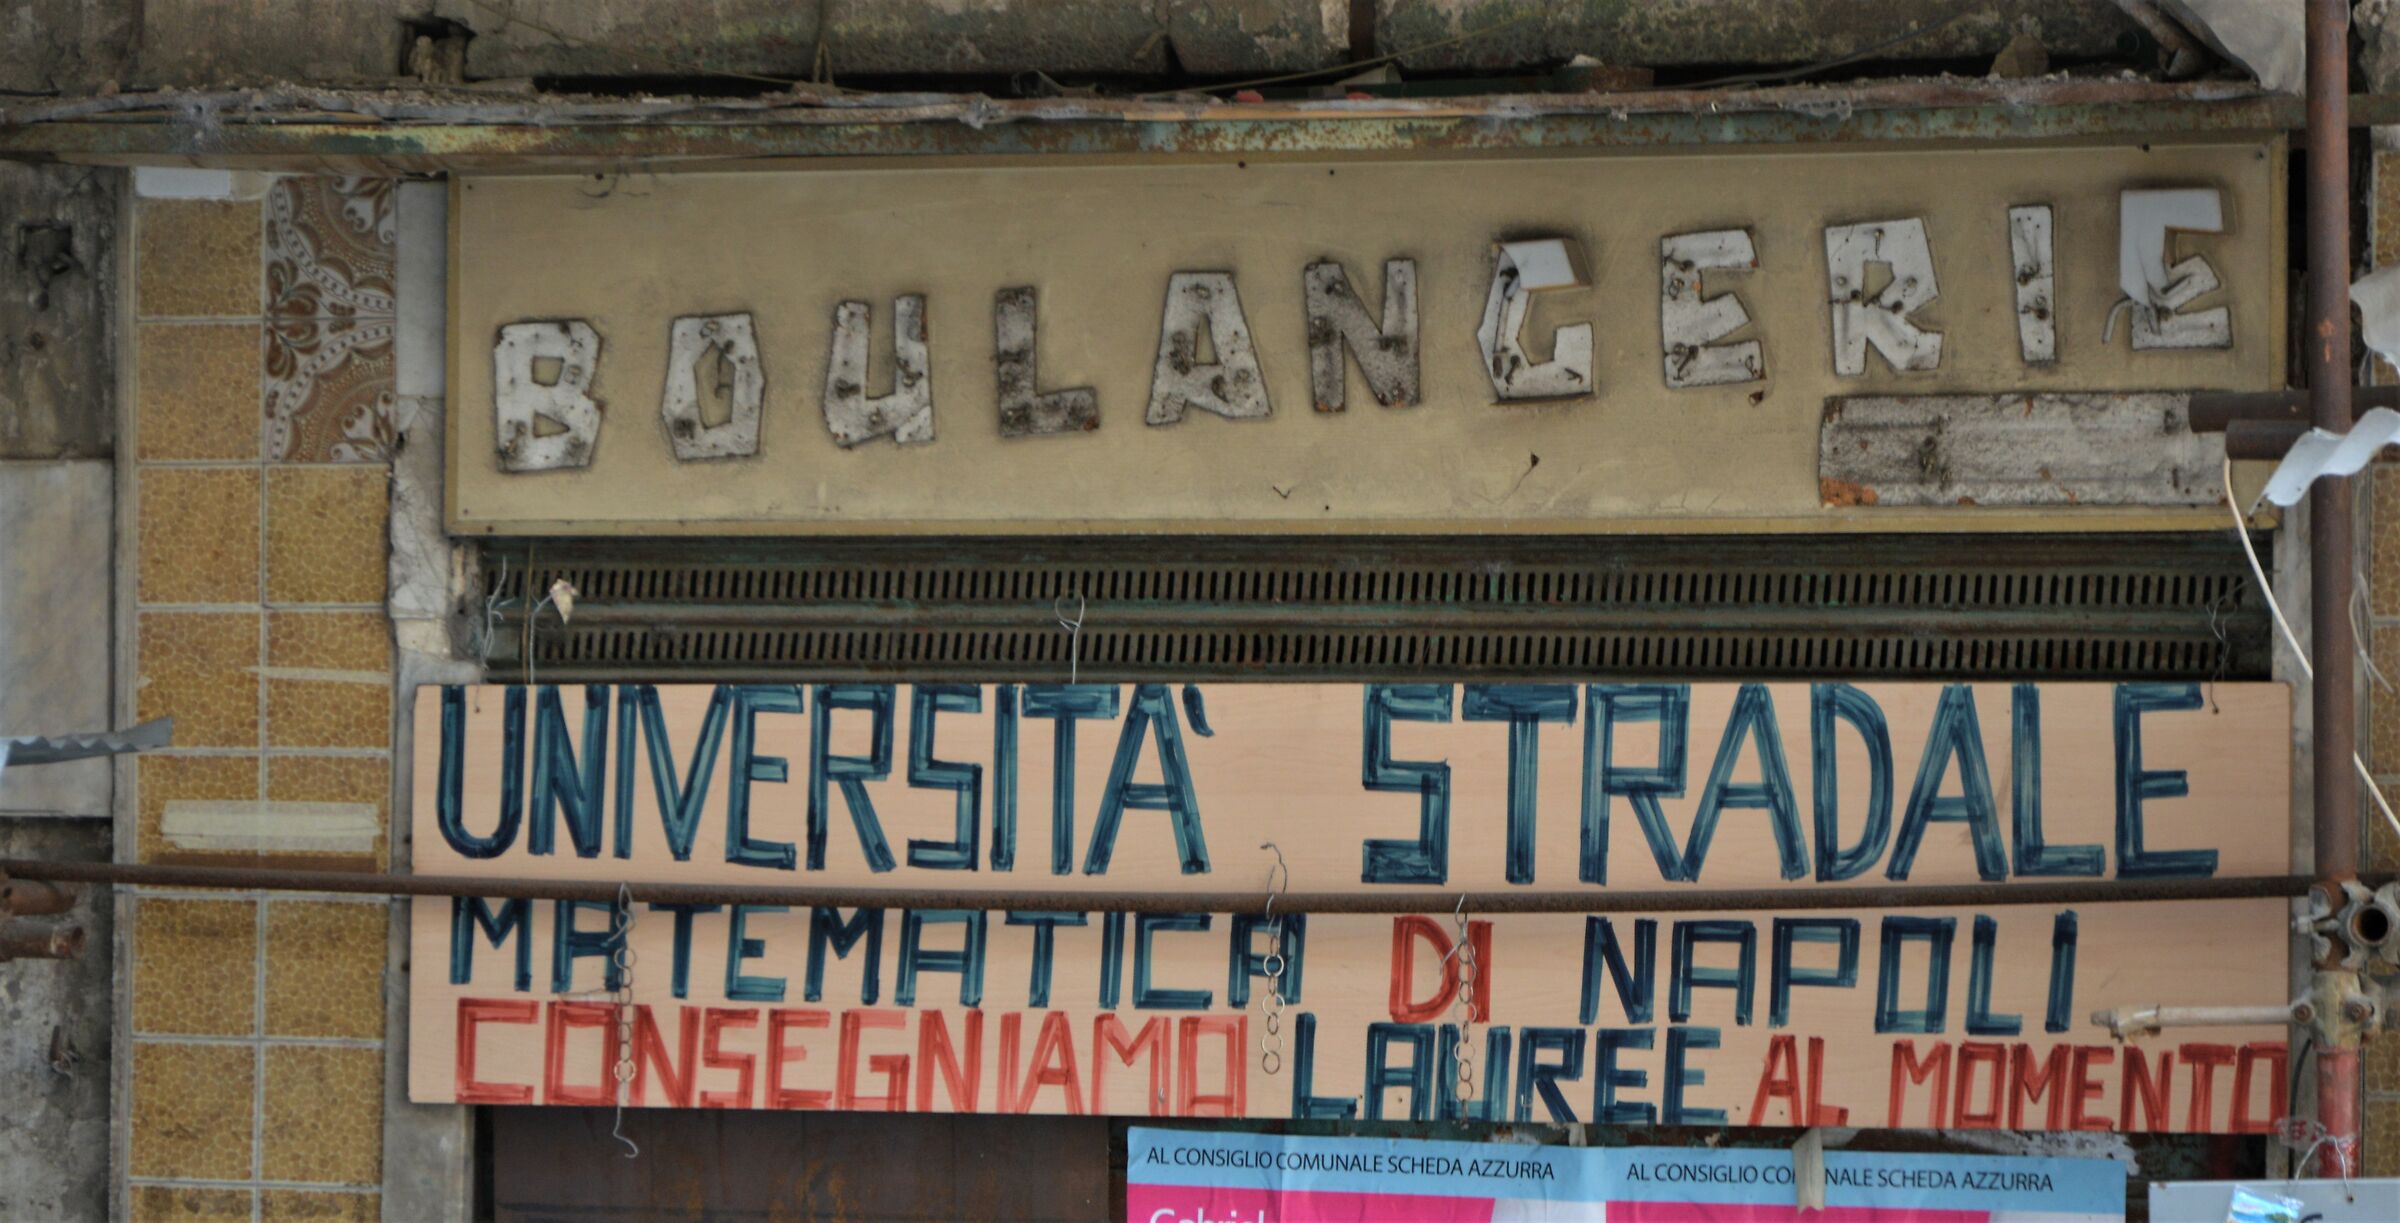 BOULANGERIE
UNIVERSITA' STRADALE
MATEMATICA DI NAPOLI
CONSEGNIAMO LAUREE AL MOMENTO
AL CONSIGLIO COMUNALE SCHEDA AZZURRA
AL CONSIGLIO COMUNALE SCHEDA AZZURRA